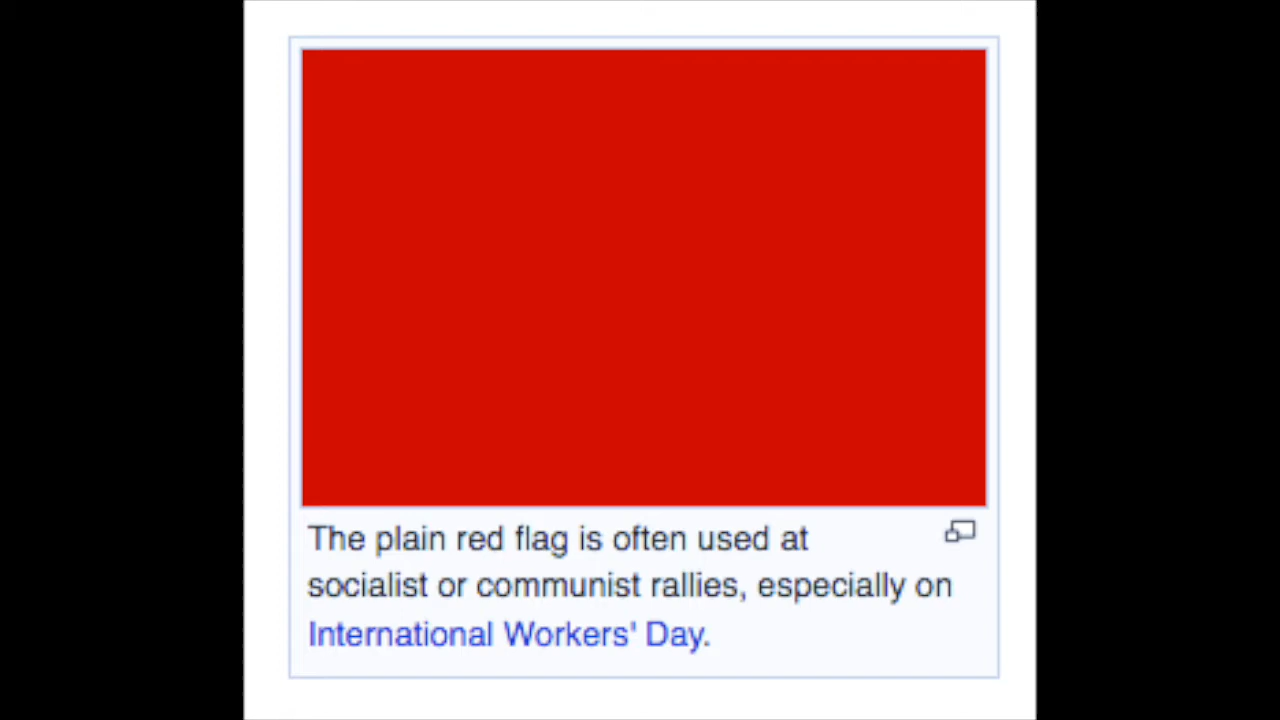 The plain red flag is often used at
socialist or communist rallies, especially on
International Workers' Day.